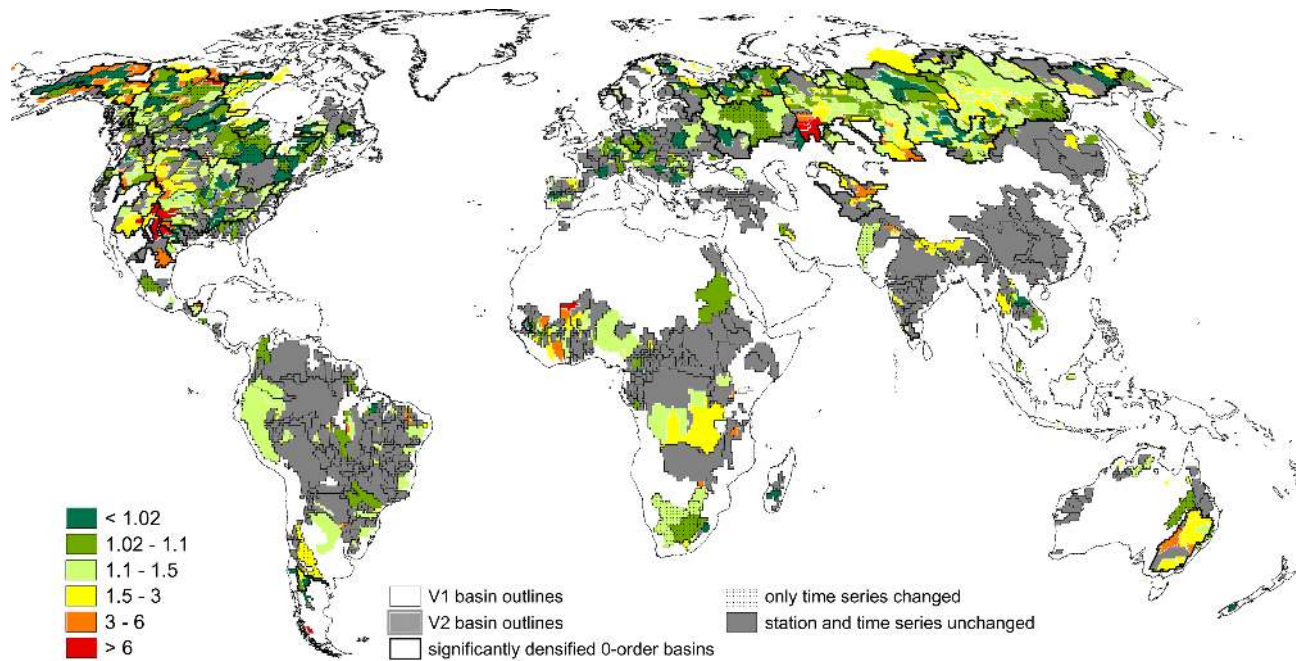 < 1.02
1.02 - 1.1
1.1 - 1.5
1.5 - 3
3 - 6
> 6
V1 basin outlines
V2 basin outlines
significantly densified 0-order basins
only time series changed
station and time series unchanged